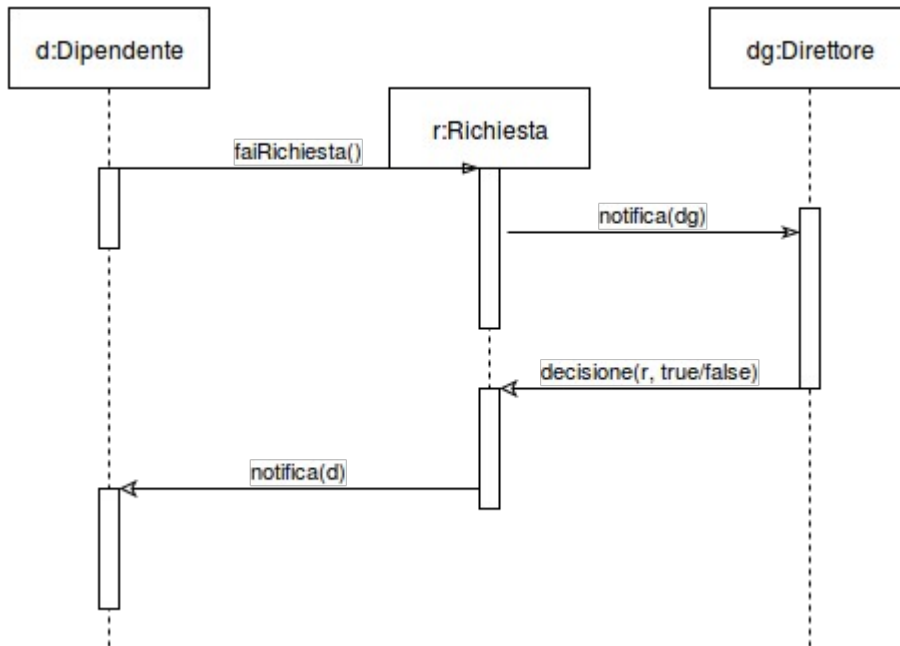 d:Dipendente
dg:Direttore
r:Richiesta
faiRichiesta()
notifica(dg)
decisione(r, true/false)
notifica(d)